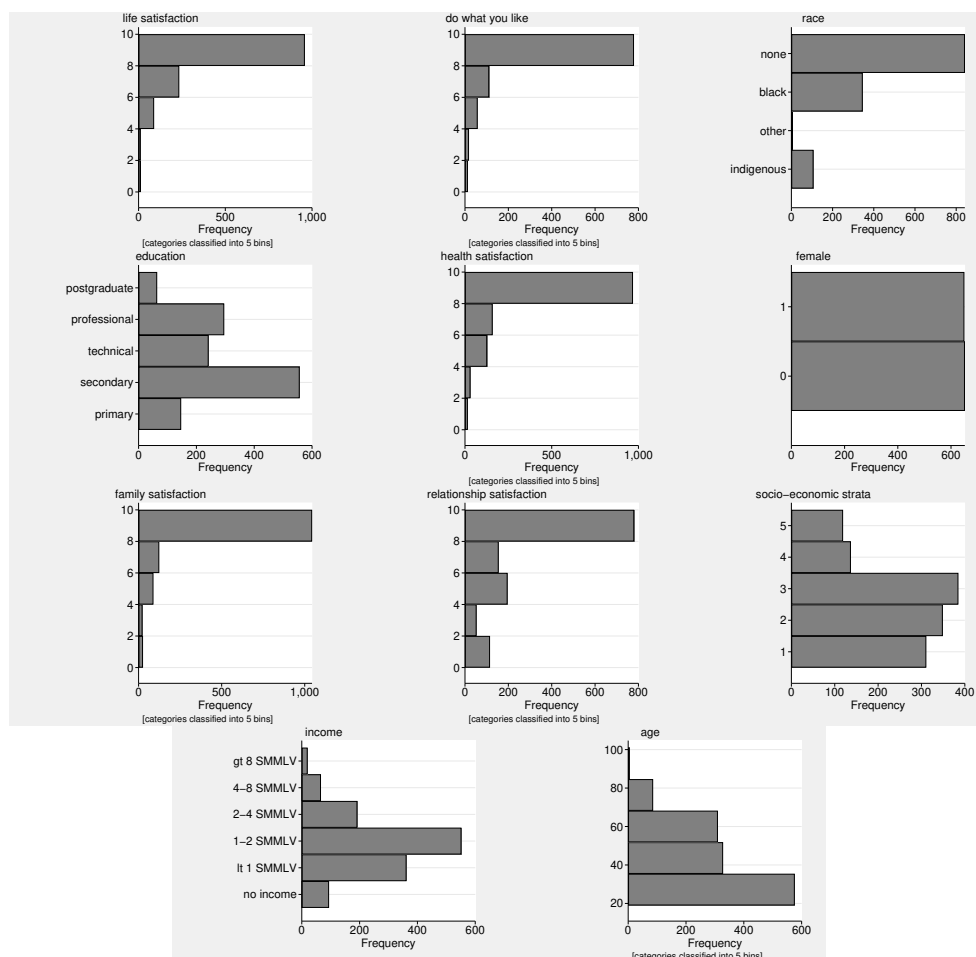 life satisfaction
10
8
6
4
2
0
0 500 1,000
Frequency
[categories classified into 5 bins]
do what you like
10
8
6
4
2
0
0 200 400 600 800
Frequency
[categories classified into 5 bins]
race
none
black
other
indigenous
0 200 400 600 800
Frequency
education
postgraduate
professional
technical
secondary
primary
0 200 400 600
Frequency
health satisfaction
10
8
6
4
2
0
0 500 1,000
Frequency
[categories classified into 5 bins]
female
1
0
0 200 400 600
Frequency
family satisfaction
10
8
6
4
2
0
0 500 1,000
Frequency
[categories classified into 5 bins]
relationship satisfaction
10
8
6
4
2
0
0 200 400 600 800
Frequency
[categories classified into 5 bins]
socio−economic strata
5
4
3
2
1
0 100 200 300 400
Frequency
income
gt 8 SMMLV
4−8 SMMLV
2−4 SMMLV
1−2 SMMLV
lt 1 SMMLV
no income
0 200 400 600
Frequency
age
100
80
60
40
20
0 200 400 600
Frequency
[categories classified into 5 bins]